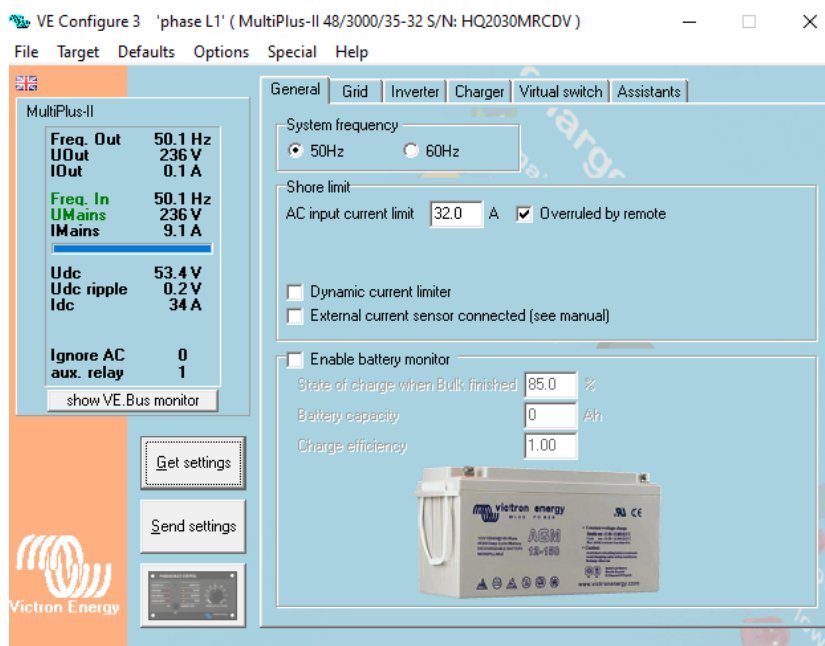 VE Configure 3 'phase L1' ( MultiPlus-II 48/3000/35-32 S/N: HQ2030MRCDV )
File Target Defaults Options Special Help
MultiPlus-II
Freq. Out 50.1 Hz
UOut 236 V
IOut 0.1 A
Freq. In 50.1 Hz
UMains 236 V
IMains 9.1 A
Udc 53.4 V
Udc ripple 0.2 V
Idc 34 A
Ignore AC 0
aux. relay 1
show VE.Bus monitor
Get settings
Send settings
Victron Energy
General Grid Inverter Charger Virtual switch Assistants
System frequency
50Hz 60Hz
Shore limit
AC input current limit 32.0 A Overruled by remote
Dynamic current limiter
External current sensor connected (see manual)
Enable battery monitor
State of charge when Bulk finished 85.0 %
Battery capacity 0 Ah
Charge efficiency 1.00
victron energy
BLUE POWER
AGM
12-150
www.victronenergy.com